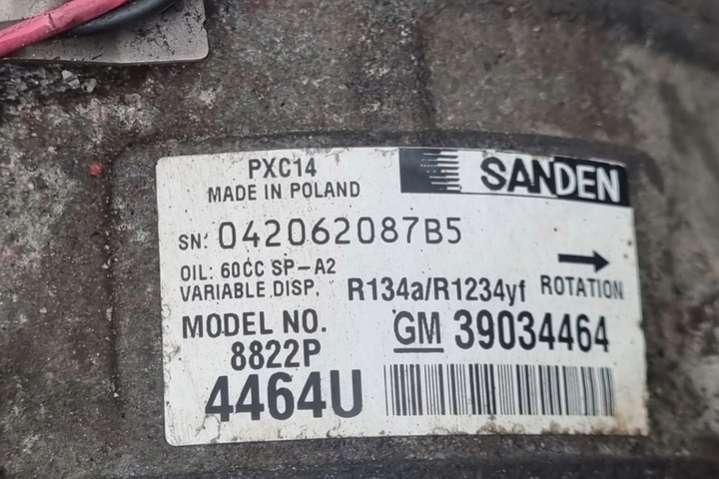 PXC14
MADE IN POLAND
SANDEN
SN: 042062087B5
OIL: 60CC SP-A2
VARIABLE DISP.
R134a/R1234yf
ROTATION
MODEL NO.
8822P
4464U
GM 39034464